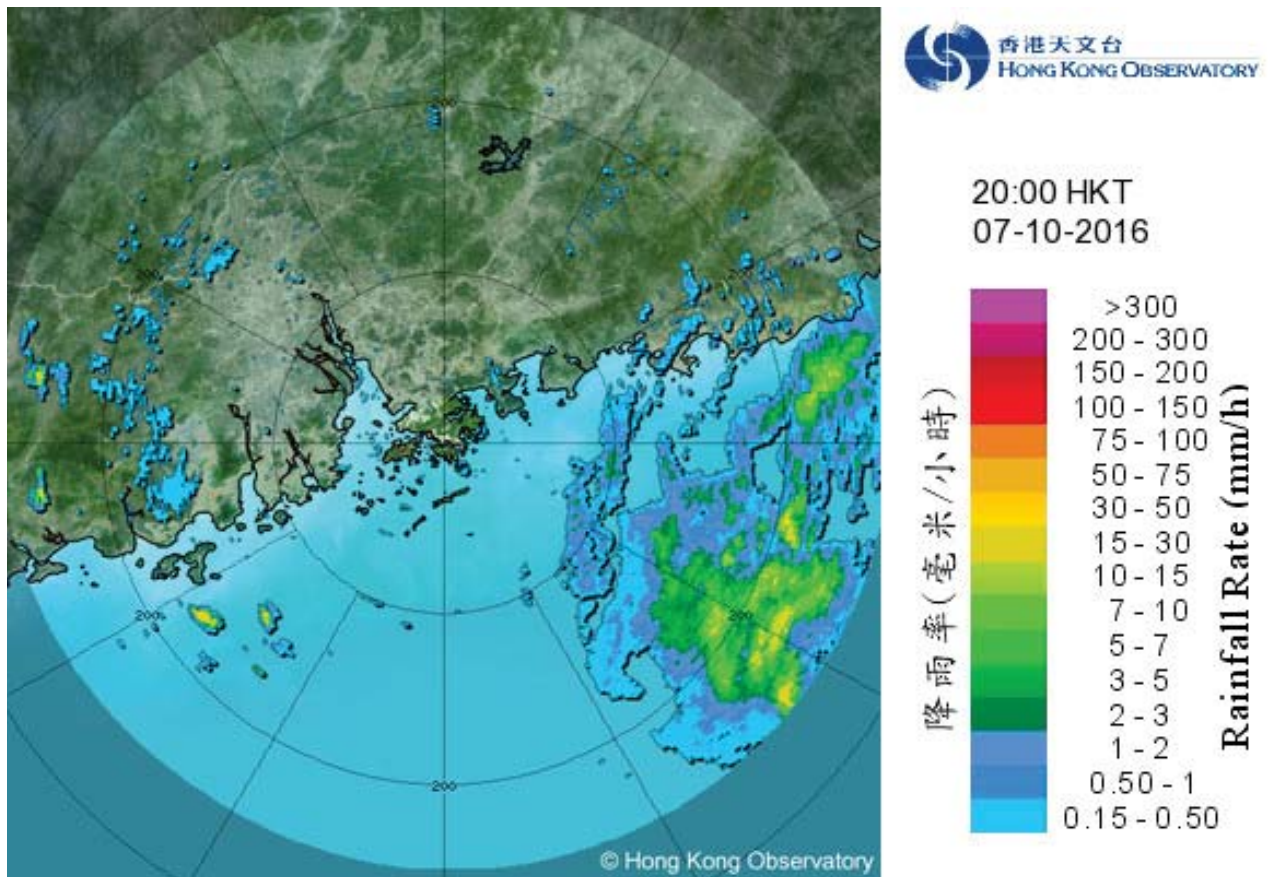 香港天文台
HONG KONG OBSERVATORY
20:00 HKT
07-10-2016
降雨率(毫米/小時)
Rainfall Rate (mm/h)
>300
200 - 300
150 - 200
100 - 150
75 - 100
50 - 75
30 - 50
15 - 30
10 - 15
7 - 10
5 - 7
3 - 5
2 - 3
1 - 2
0.50 - 1
0.15 - 0.50
200
200
200
© Hong Kong Observatory